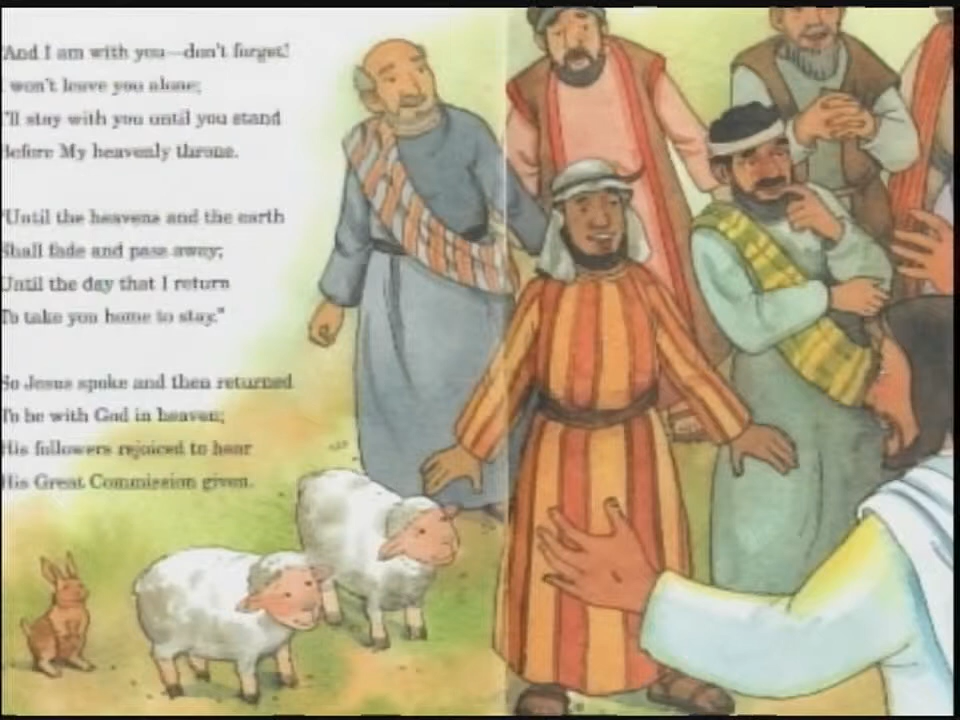 "And I am with you—don't forget!
won't leave you alone;
'll stay with you until you stand
Before My heavenly throne.
"Until the heavens and the earth
Shall fade and pass away;
Until the day that I return
To take you home to stay."
So Jesus spoke and then returned
To be with God in heaven;
His followers rejoiced to hear
His Great Commission given.